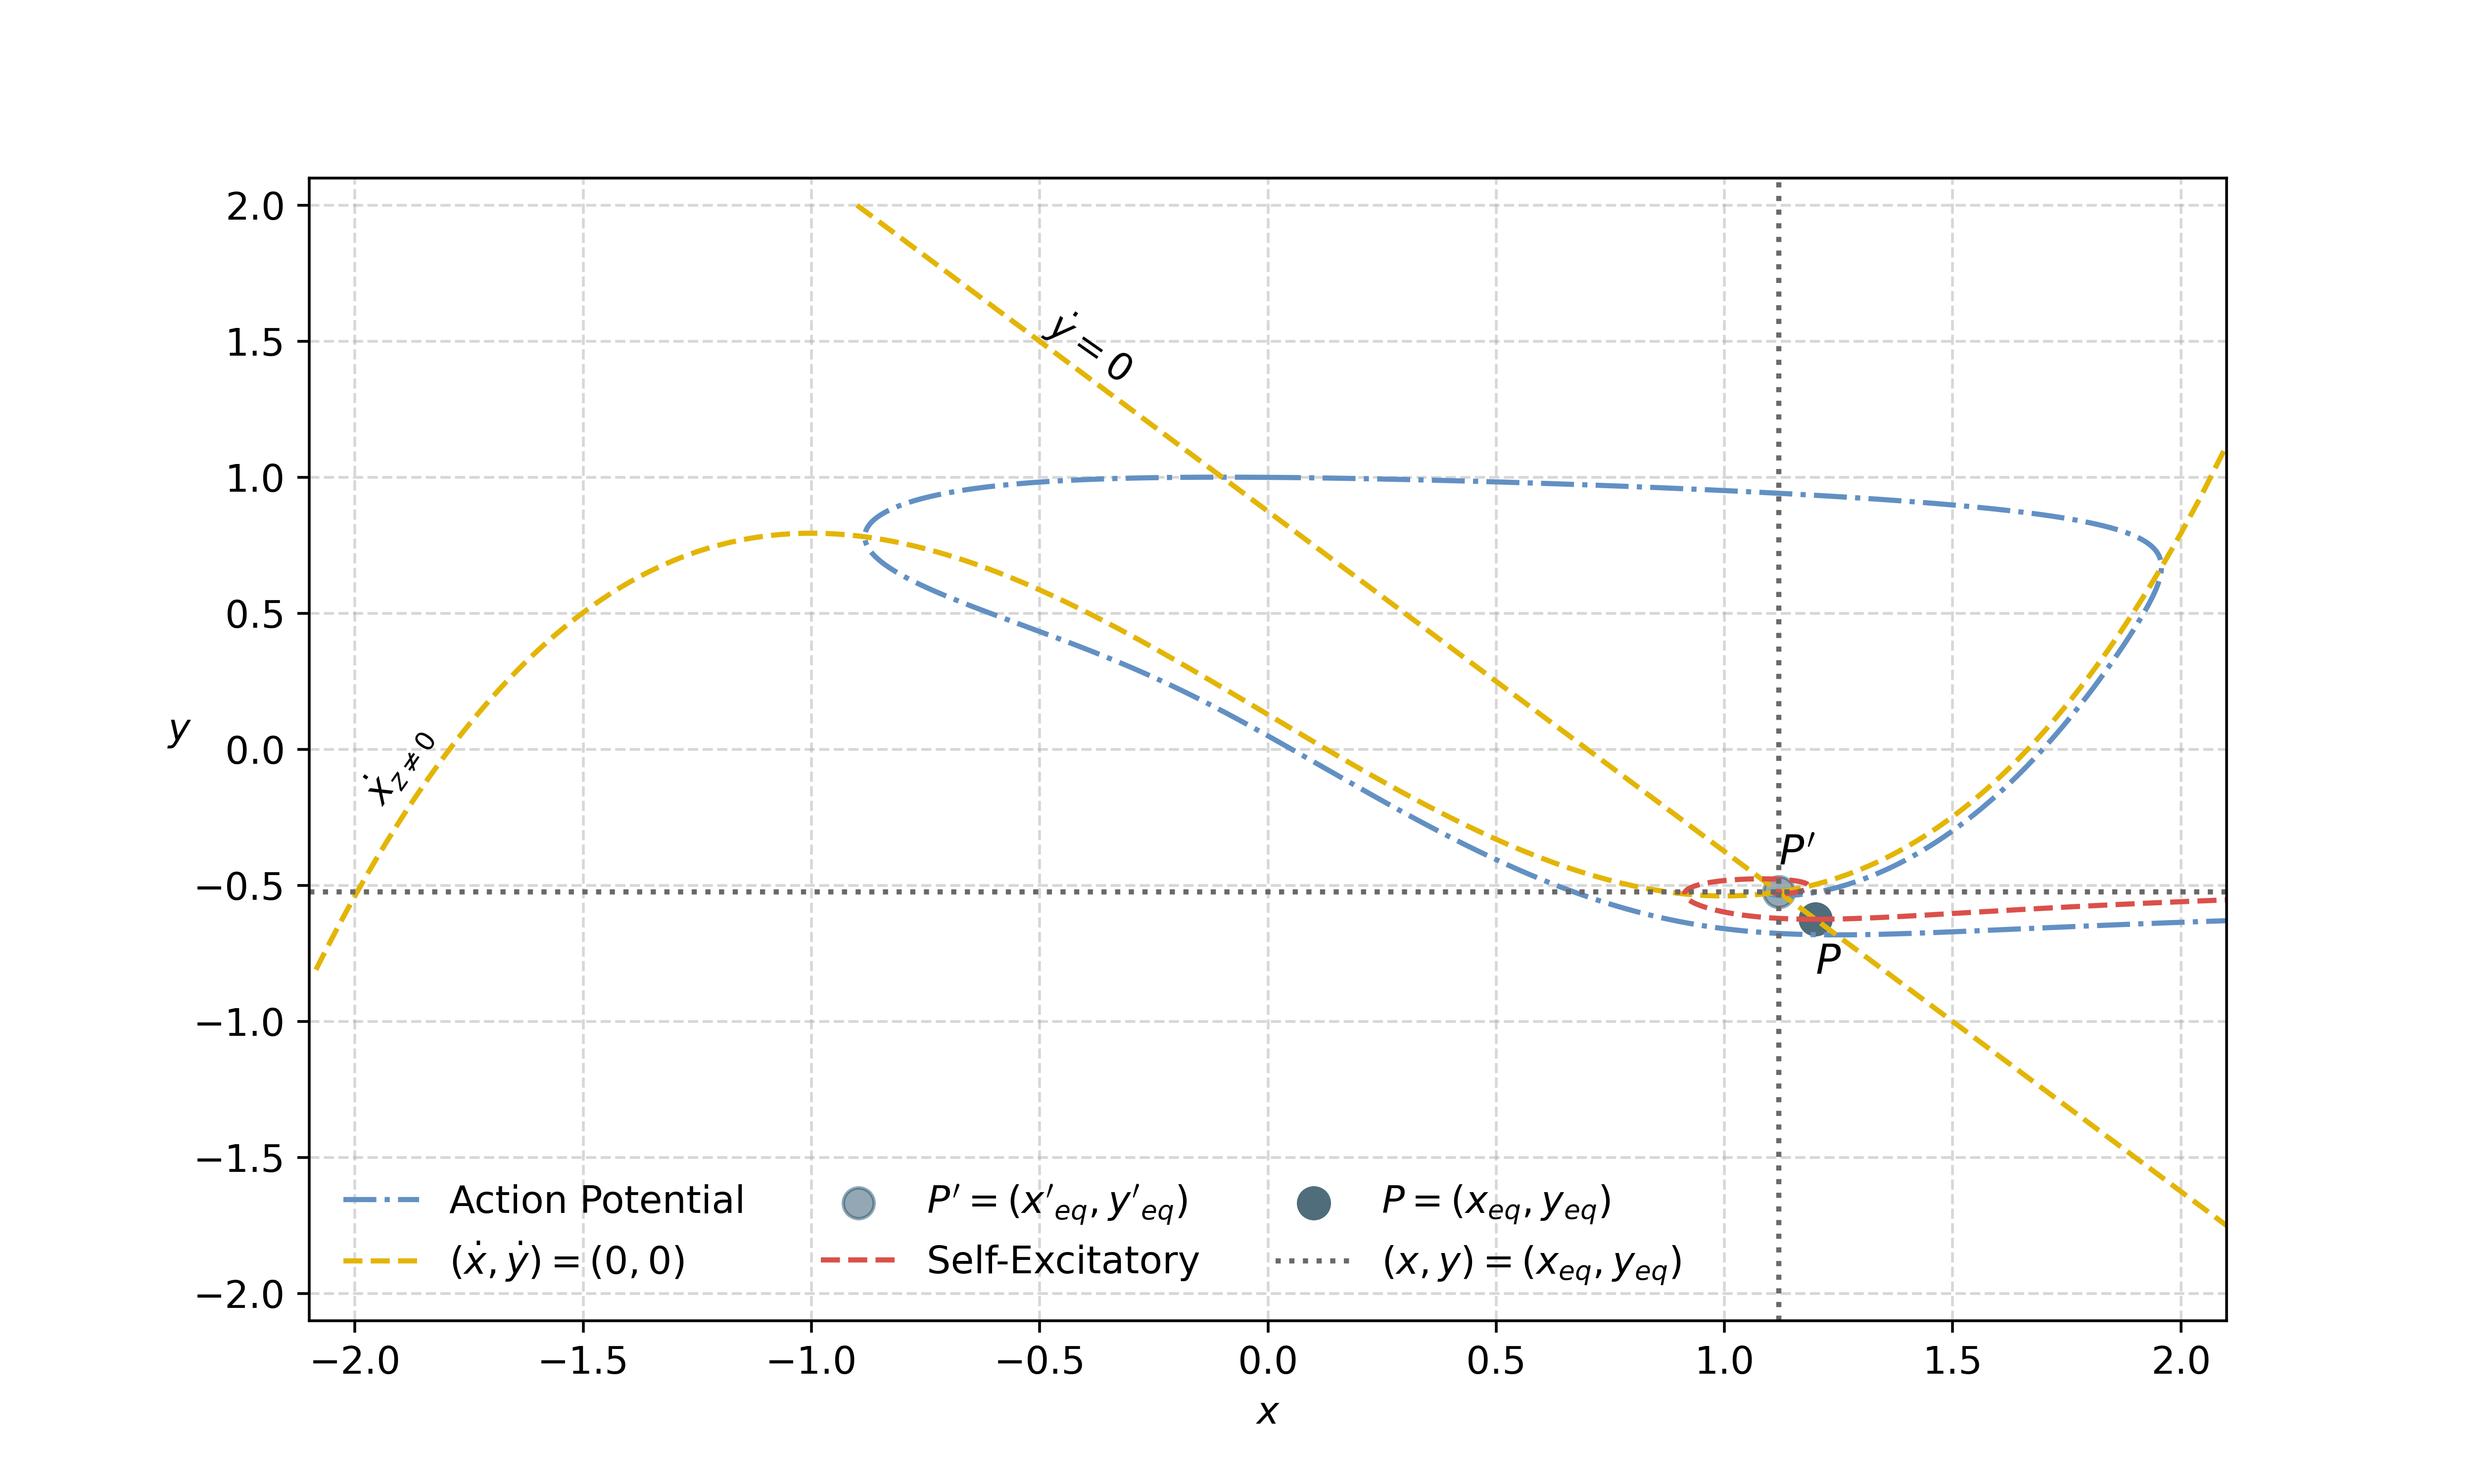 2.0
1.5
1.0
0.5
0.0
−0.5
−1.0
−1.5
−2.0
y
ẏ = 0
ẋ_{z≠0}
P′
P
Action Potential
(ẋ, ẏ) = (0, 0)
P′ = (x′_{eq}, y′_{eq})
Self-Excitatory
P = (x_{eq}, y_{eq})
(x, y) = (x_{eq}, y_{eq})
−2.0 −1.5 −1.0 −0.5 0.0 0.5 1.0 1.5 2.0
x